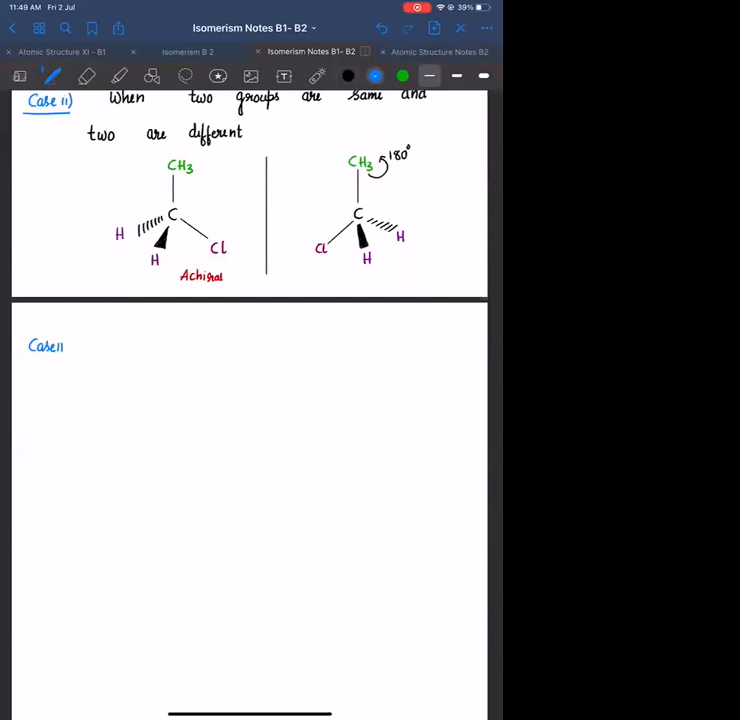 11:49 AM Fri 2 Jul
39%
Isomerism Notes B1- B2
Atomic Structure XI - B1
Isomerism B 2
Isomerism Notes B1- B2
Atomic Structure Notes B2
Case II) When two groups are same and
two are different
CH3
CH3 180°
C
C
H
Cl
H
Cl
H
H
Achiral
Case II